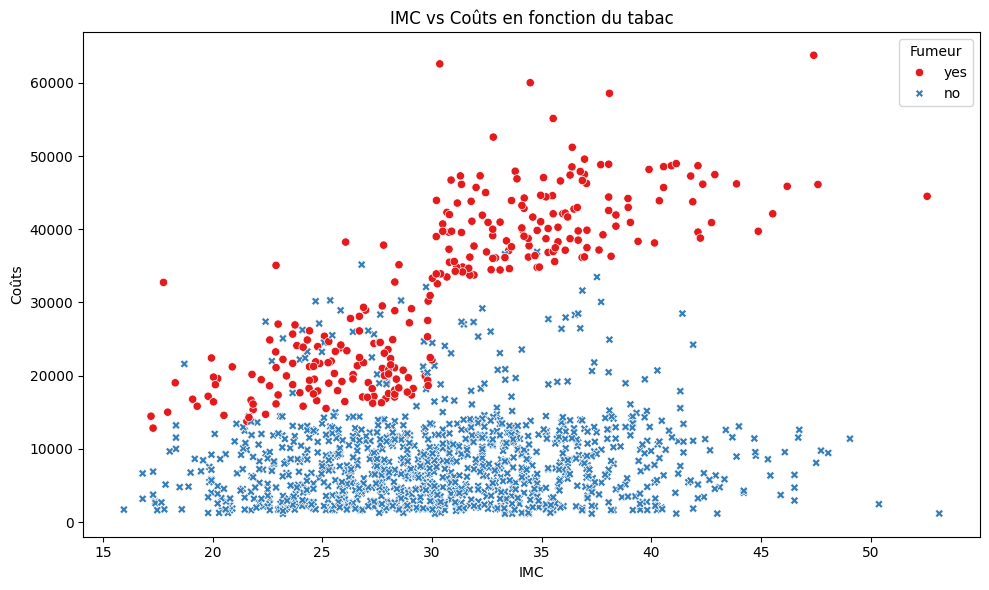 IMC vs Coûts en fonction du tabac
Fumeur
yes
no
Coûts
60000
50000
40000
30000
20000
10000
0
15 20 25 30 35 40 45 50
IMC